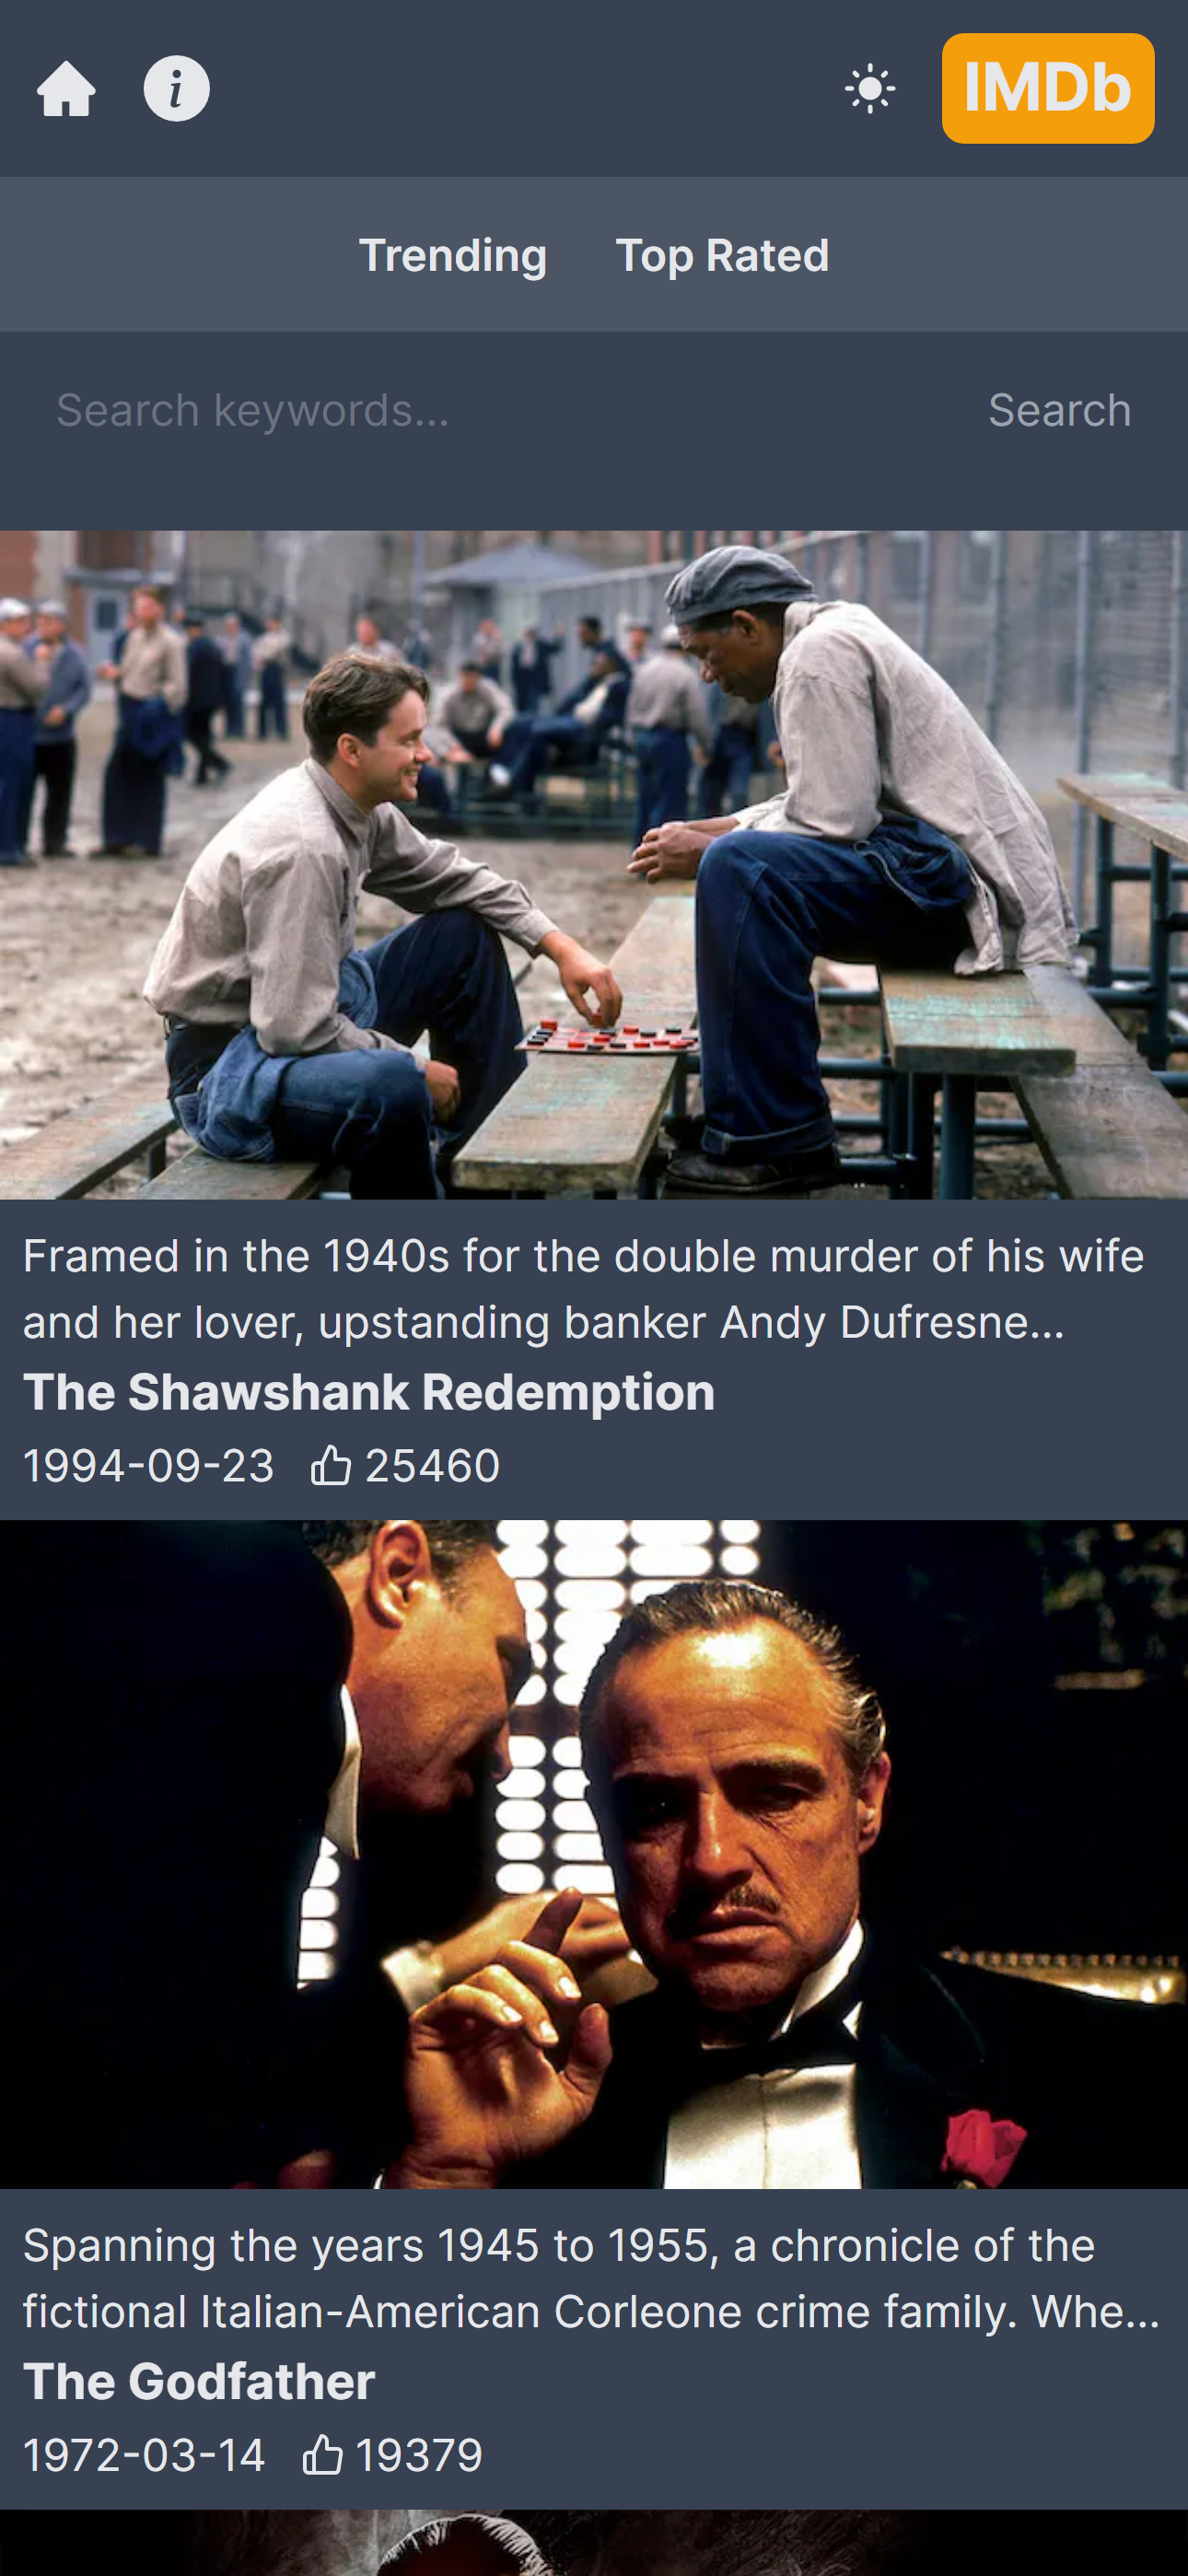 i
IMDb
Trending
Top Rated
Search keywords...
Search
Framed in the 1940s for the double murder of his wife
and her lover, upstanding banker Andy Dufresne...
The Shawshank Redemption
1994-09-23 25460
Spanning the years 1945 to 1955, a chronicle of the
fictional Italian-American Corleone crime family. Whe...
The Godfather
1972-03-14 19379